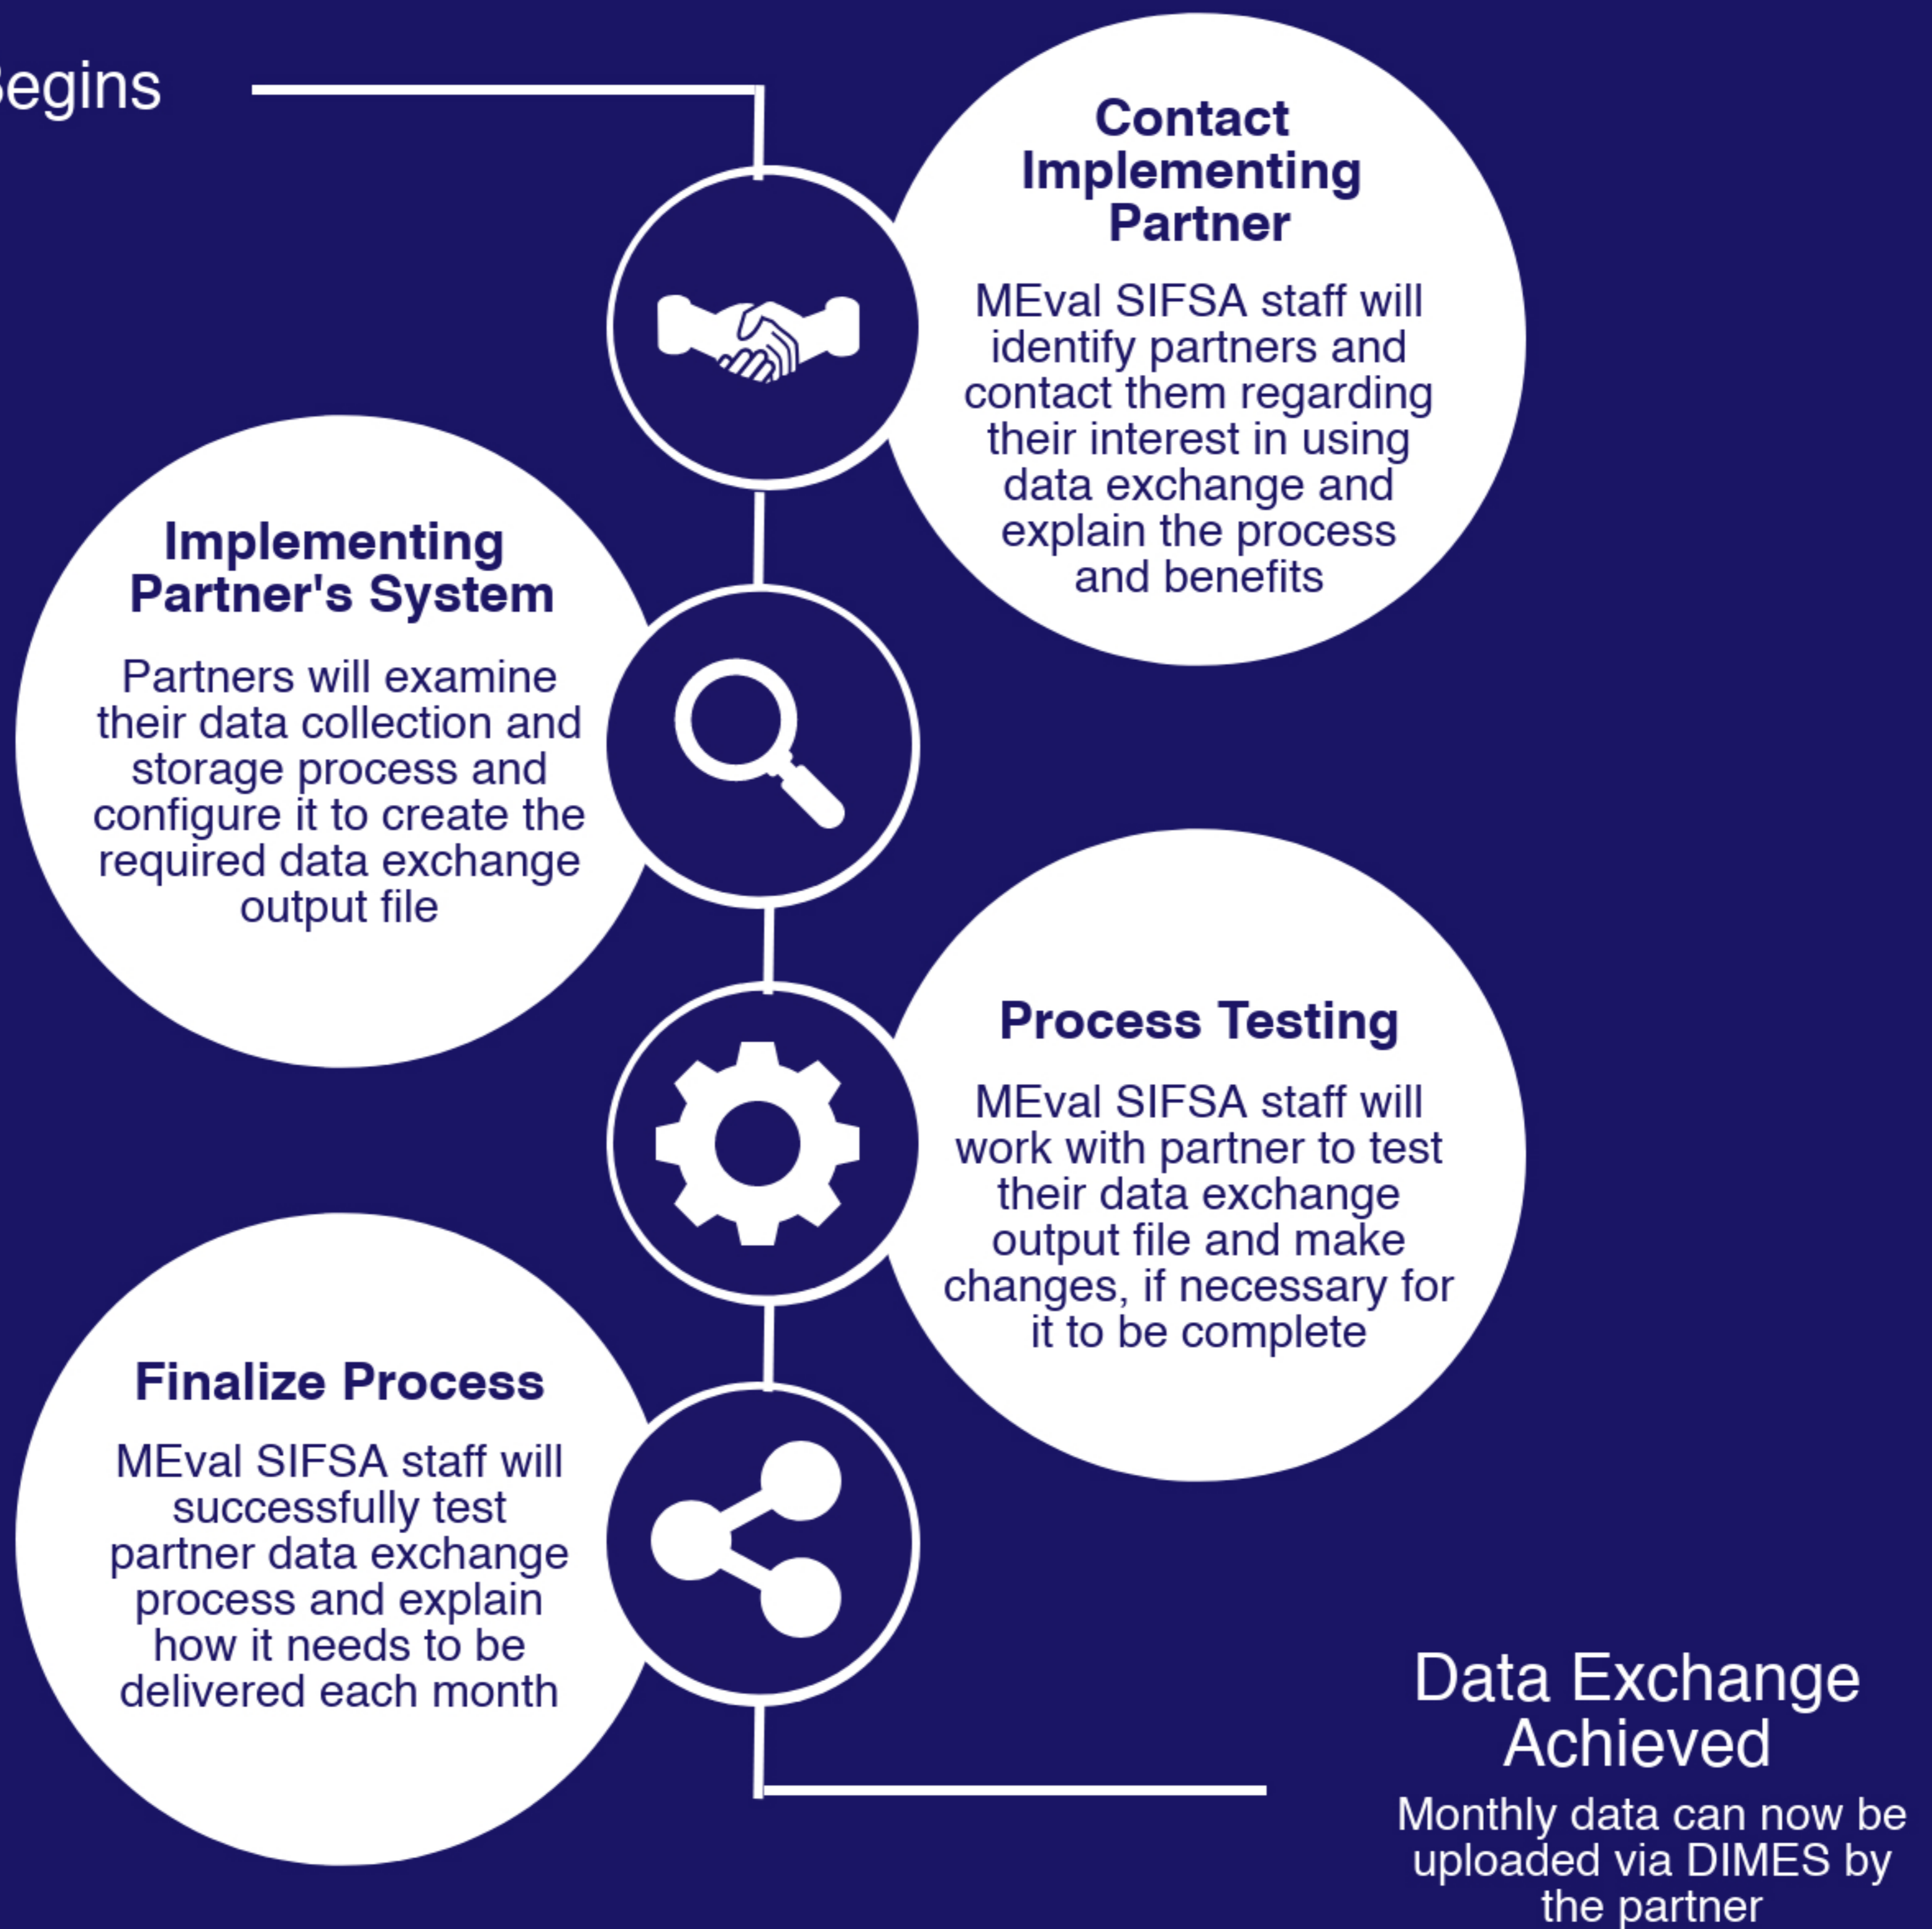 Begins
Contact
Implementing
Partner
MEval SIFSA staff will
identify partners and
contact them regarding
their interest in using
data exchange and
explain the process
and benefits
Implementing
Partner's System
Partners will examine
their data collection and
storage process and
configure it to create the
required data exchange
output file
Process Testing
MEval SIFSA staff will
work with partner to test
their data exchange
output file and make
changes, if necessary for
it to be complete
Finalize Process
MEval SIFSA staff will
successfully test
partner data exchange
process and explain
how it needs to be
delivered each month
Data Exchange
Achieved
Monthly data can now be
uploaded via DIMES by
the partner